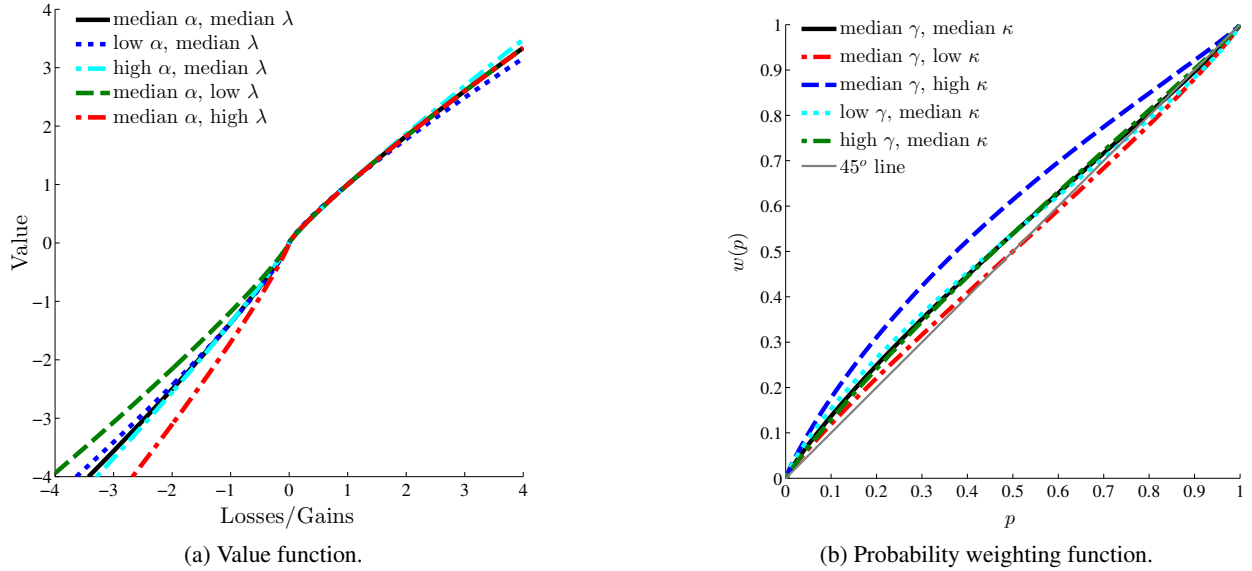 median α, median λ
low α, median λ
high α, median λ
median α, low λ
median α, high λ
4
3
2
1
0
−1
−2
−3
−4
Value
−4 −3 −2 −1 0 1 2 3 4
Losses/Gains
(a) Value function.
median γ, median κ
median γ, low κ
median γ, high κ
low γ, median κ
high γ, median κ
45° line
1
0.9
0.8
0.7
0.6
0.5
0.4
0.3
0.2
0.1
0
w(p)
0 0.1 0.2 0.3 0.4 0.5 0.6 0.7 0.8 0.9 1
p
(b) Probability weighting function.